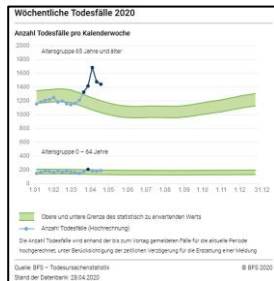 Wöchentliche Todesfälle 2020
Anzahl Todesfälle pro Kalenderwoche
2000
Altersgruppe 65 Jahre und älter
1800
1600
1400
1200
1000
800
600
Altersgruppe 0 – 64 Jahre
400
200
0
1.01 1.02 1.03 1.04 1.05 1.06 1.07 1.08 1.09 1.10 1.11 1.12 31.12
Obere und untere Grenze des statistisch zu erwartenden Werts
Anzahl Todesfälle (Hochrechnung)
Die Anzahl Todesfälle wird anhand der bis zum Vortag gemeldeten Fälle für die aktuelle Periode
hochgerechnet, unter Berücksichtigung der zeitlichen Verzögerung für die Erstattung einer Meldung
Quelle: BFS – Todesursachenstatistik © BFS 2020
Stand der Datenbank: 28.04.2020